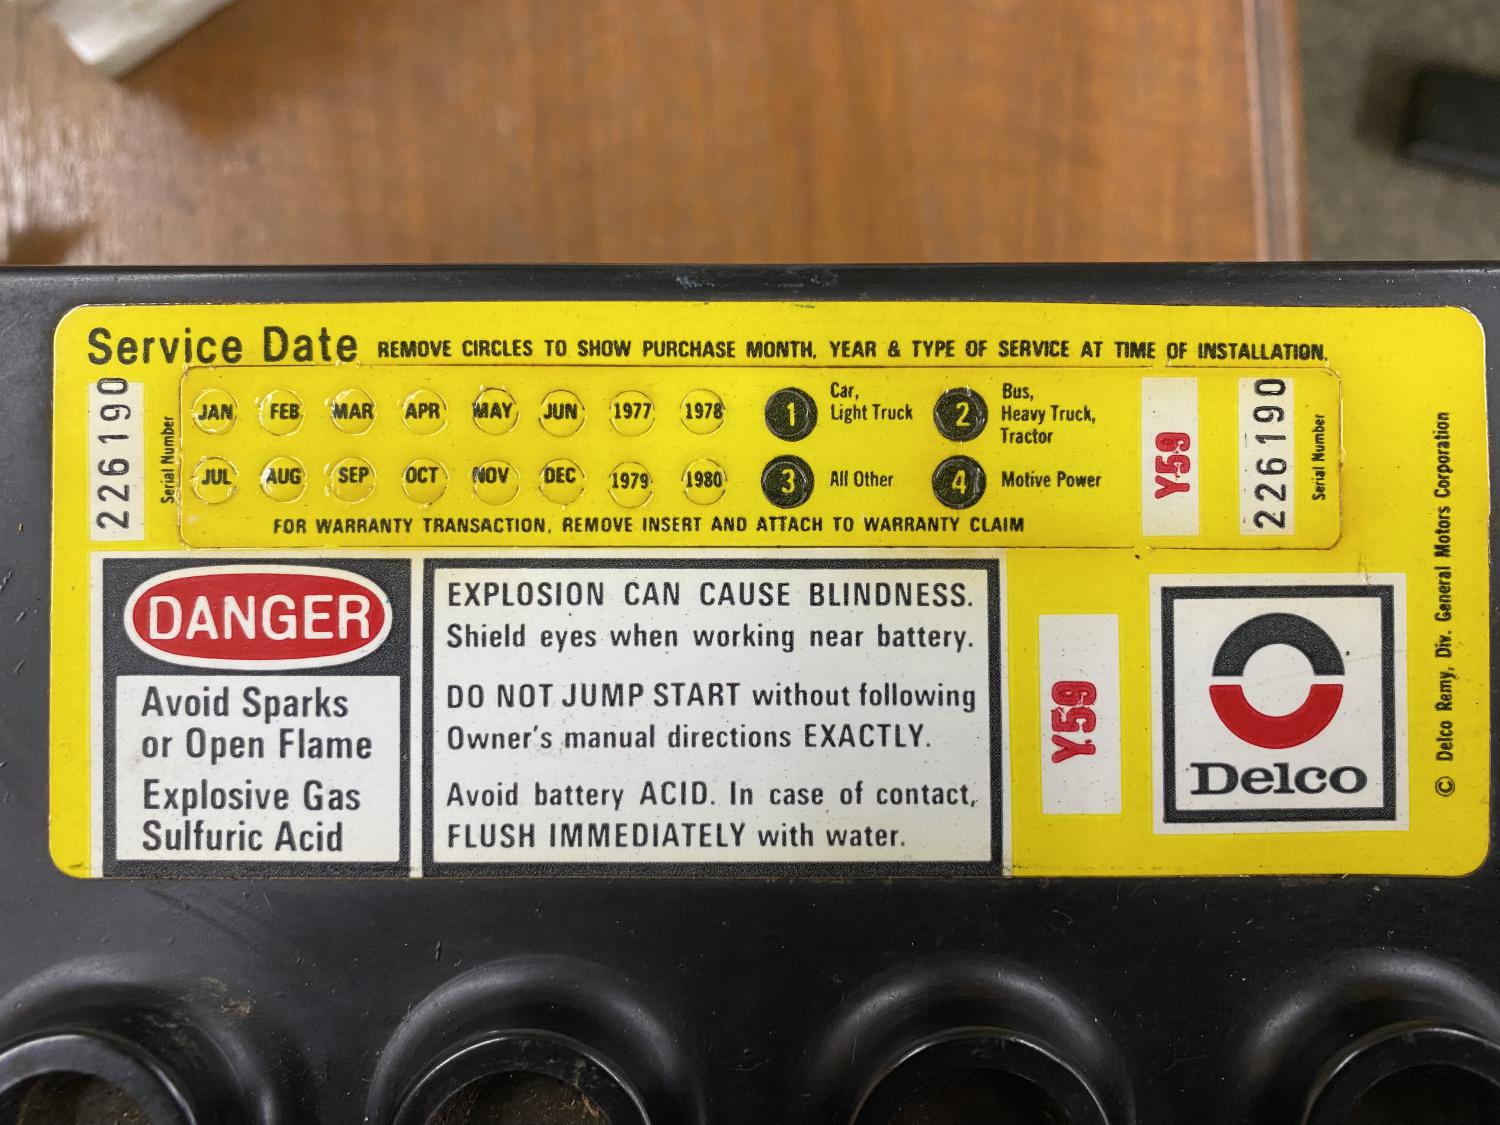 Service Date REMOVE CIRCLES TO SHOW PURCHASE MONTH, YEAR & TYPE OF SERVICE AT TIME OF INSTALLATION.
226190
Serial Number
JAN FEB MAR APR MAY JUN 1977 1978
JUL AUG SEP OCT NOV DEC 1979 1980
1 Car,
Light Truck
2 Bus,
Heavy Truck,
Tractor
3 All Other
4 Motive Power
FOR WARRANTY TRANSACTION, REMOVE INSERT AND ATTACH TO WARRANTY CLAIM
Y59
226190
Serial Number
DANGER
Avoid Sparks
or Open Flame
Explosive Gas
Sulfuric Acid
EXPLOSION CAN CAUSE BLINDNESS.
Shield eyes when working near battery.
DO NOT JUMP START without following
Owner's manual directions EXACTLY.
Avoid battery ACID. In case of contact,
FLUSH IMMEDIATELY with water.
Y59
Delco
© Delco Remy, Div. General Motors Corporation